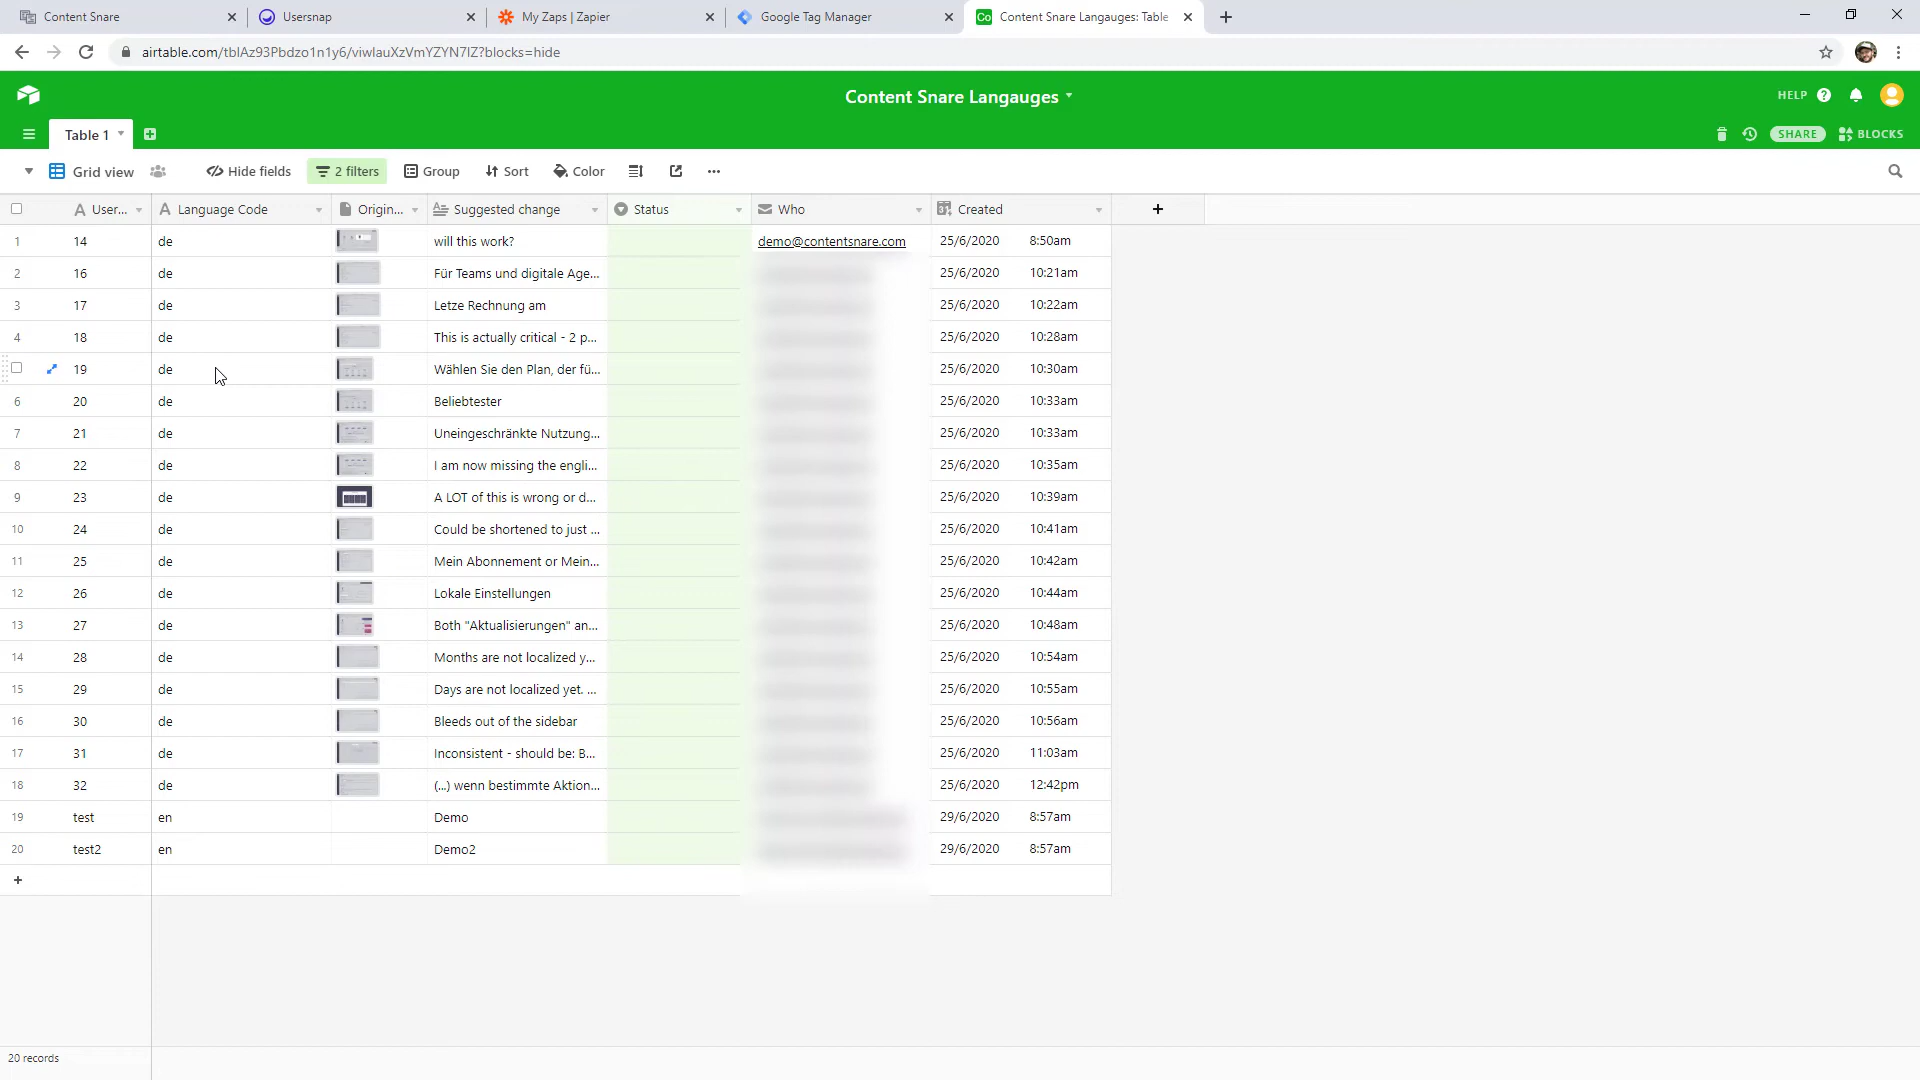 Content Snare
Usersnap
My Zaps | Zapier
Google Tag Manager
Content Snare Langauges: Table
airtable.com/tblAz93Pbdzo1n1y6/viwIauXzVmYZYN7IZ?blocks=hide
Content Snare Langauges
HELP
Table 1
SHARE
BLOCKS
Grid view
Hide fields
2 filters
Group
Sort
Color
User...
Language Code
Origin...
Suggested change
Status
Who
Created
1 14 de will this work? demo@contentsnare.com 25/6/2020 8:50am
2 16 de Für Teams und digitale Age... 25/6/2020 10:21am
3 17 de Letze Rechnung am 25/6/2020 10:22am
4 18 de This is actually critical - 2 p... 25/6/2020 10:28am
19 de Wählen Sie den Plan, der fü... 25/6/2020 10:30am
6 20 de Beliebtester 25/6/2020 10:33am
7 21 de Uneingeschränkte Nutzung... 25/6/2020 10:33am
8 22 de I am now missing the engli... 25/6/2020 10:35am
9 23 de A LOT of this is wrong or d... 25/6/2020 10:39am
10 24 de Could be shortened to just ... 25/6/2020 10:41am
11 25 de Mein Abonnement or Mein... 25/6/2020 10:42am
12 26 de Lokale Einstellungen 25/6/2020 10:44am
13 27 de Both "Aktualisierungen" an... 25/6/2020 10:48am
14 28 de Months are not localized y... 25/6/2020 10:54am
15 29 de Days are not localized yet. ... 25/6/2020 10:55am
16 30 de Bleeds out of the sidebar 25/6/2020 10:56am
17 31 de Inconsistent - should be: B... 25/6/2020 11:03am
18 32 de (...) wenn bestimmte Aktion... 25/6/2020 12:42pm
19 test en Demo 29/6/2020 8:57am
20 test2 en Demo2 29/6/2020 8:57am
20 records